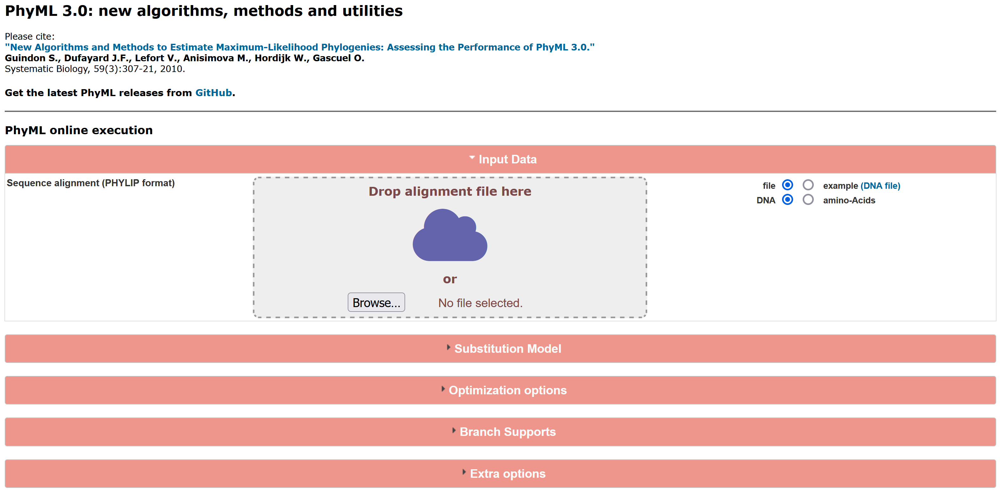 PhyML 3.0: new algorithms, methods and utilities
Please cite:
"New Algorithms and Methods to Estimate Maximum-Likelihood Phylogenies: Assessing the Performance of PhyML 3.0."
Guindon S., Dufayard J.F., Lefort V., Anisimova M., Hordijk W., Gascuel O.
Systematic Biology, 59(3):307-21, 2010.
Get the latest PhyML releases from GitHub.
PhyML online execution
Input Data
Sequence alignment (PHYLIP format)
Drop alignment file here
or
Browse... No file selected.
file example (DNA file)
DNA amino-Acids
Substitution Model
Optimization options
Branch Supports
Extra options